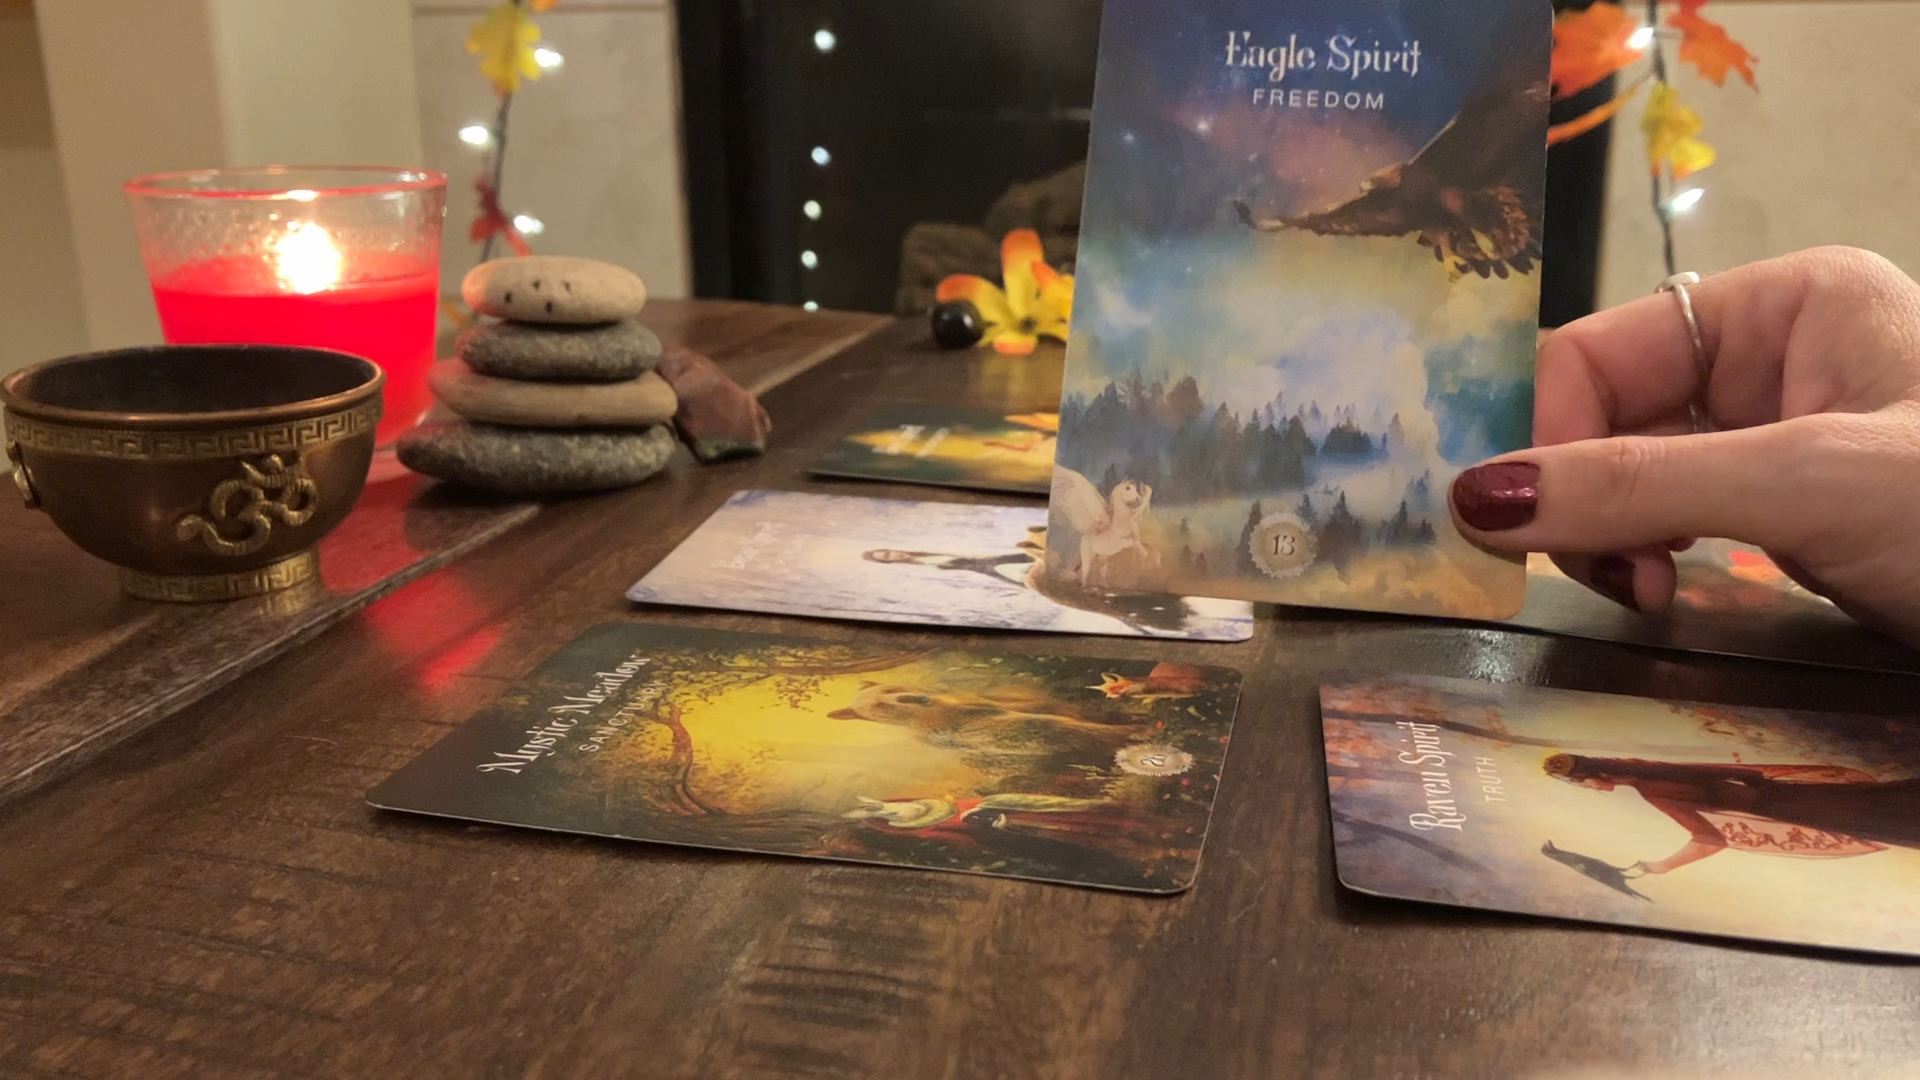 Eagle Spirit
FREEDOM
13
Mystic Meadow
SANCTUARY
Raven Spirit
TRUTH